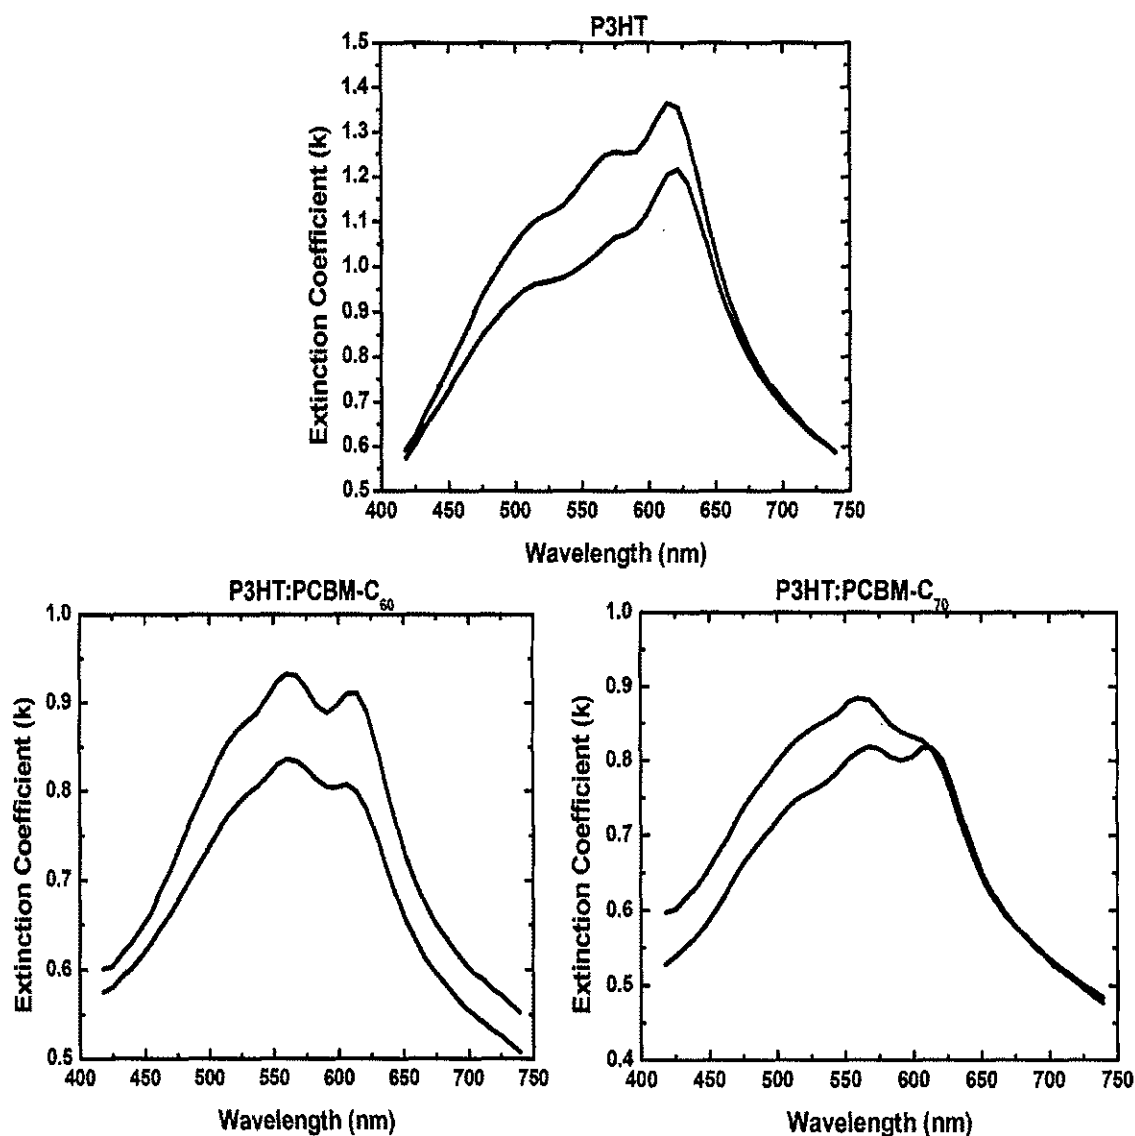 P3HT
Extinction Coefficient (k)
1.5
1.4
1.3
1.2
1.1
1.0
0.9
0.8
0.7
0.6
0.5
400 450 500 550 600 650 700 750
Wavelength (nm)
P3HT:PCBM-C60
Extinction Coefficient (k)
1.0
0.9
0.8
0.7
0.6
0.5
400 450 500 550 600 650 700 750
Wavelength (nm)
P3HT:PCBM-C70
Extinction Coefficient (k)
1.0
0.9
0.8
0.7
0.6
0.5
0.4
400 450 500 550 600 650 700 750
Wavelength (nm)